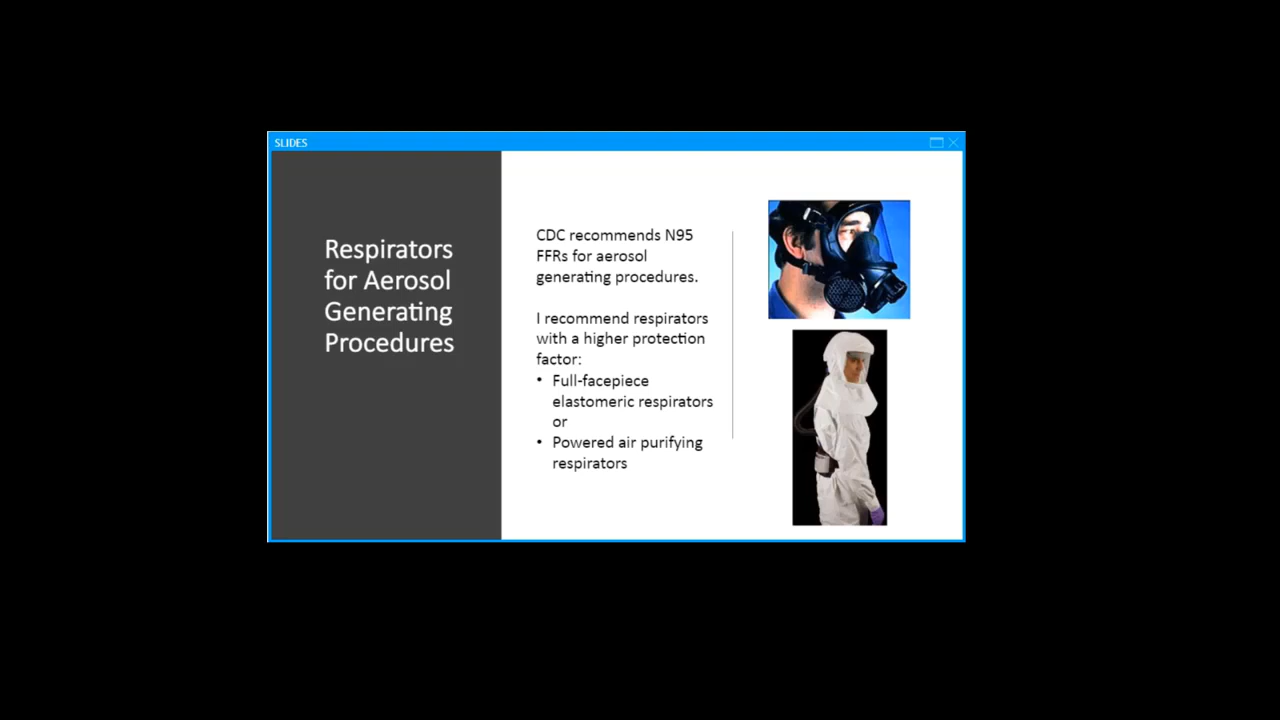 SLIDES
Respirators
for Aerosol
Generating
Procedures
CDC recommends N95
FFRs for aerosol
generating procedures.
I recommend respirators
with a higher protection
factor:
• Full-facepiece
elastomeric respirators
or
• Powered air purifying
respirators